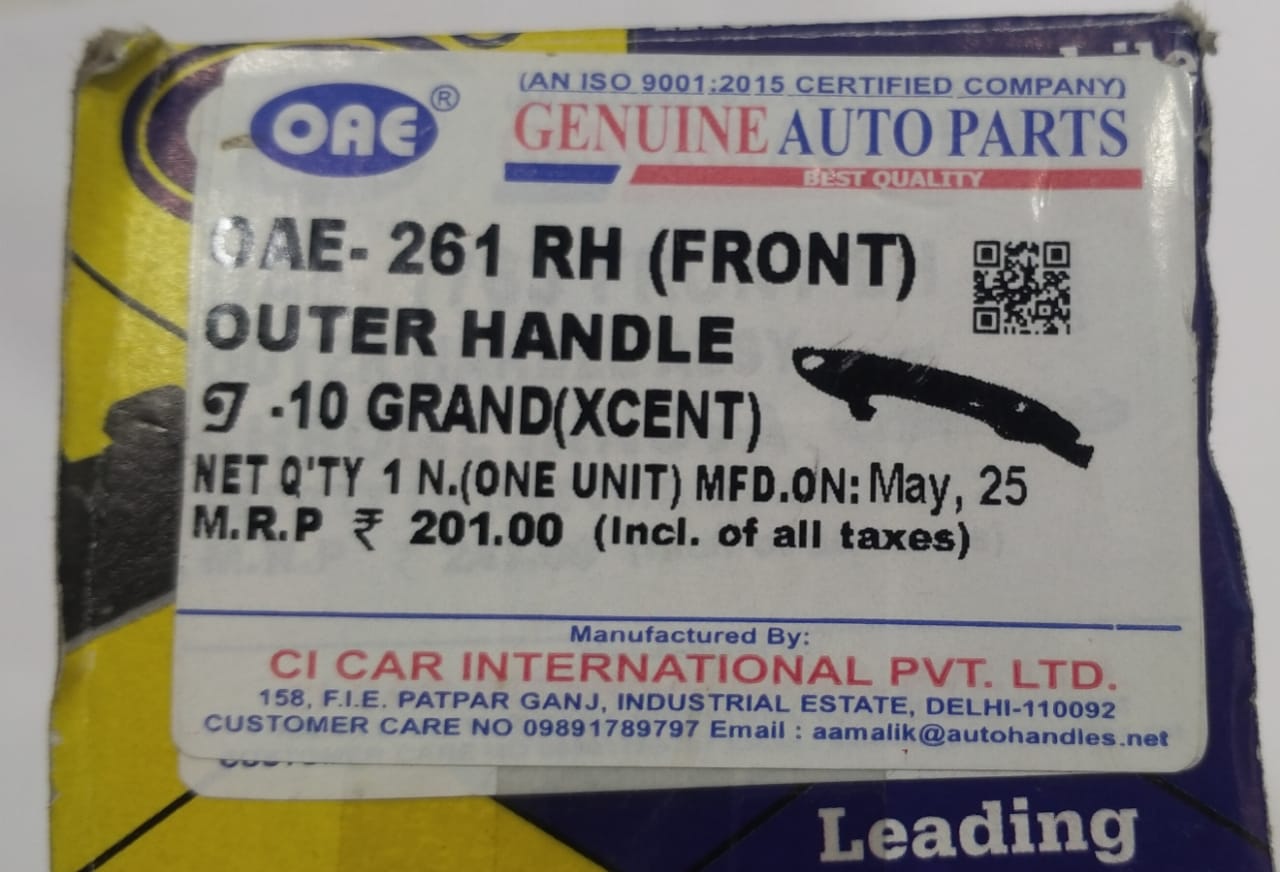 OAE®
(AN ISO 9001:2015 CERTIFIED COMPANY)
GENUINE AUTO PARTS
BEST QUALITY
OAE- 261 RH (FRONT)
OUTER HANDLE
-10 GRAND(XCENT)
NET Q'TY 1 N.(ONE UNIT) MFD.ON: May, 25
M.R.P ₹ 201.00 (Incl. of all taxes)
Manufactured By:
CI CAR INTERNATIONAL PVT. LTD.
158, F.I.E. PATPAR GANJ, INDUSTRIAL ESTATE, DELHI-110092
CUSTOMER CARE NO 09891789797 Email : aamalik@autohandles.net
Leading